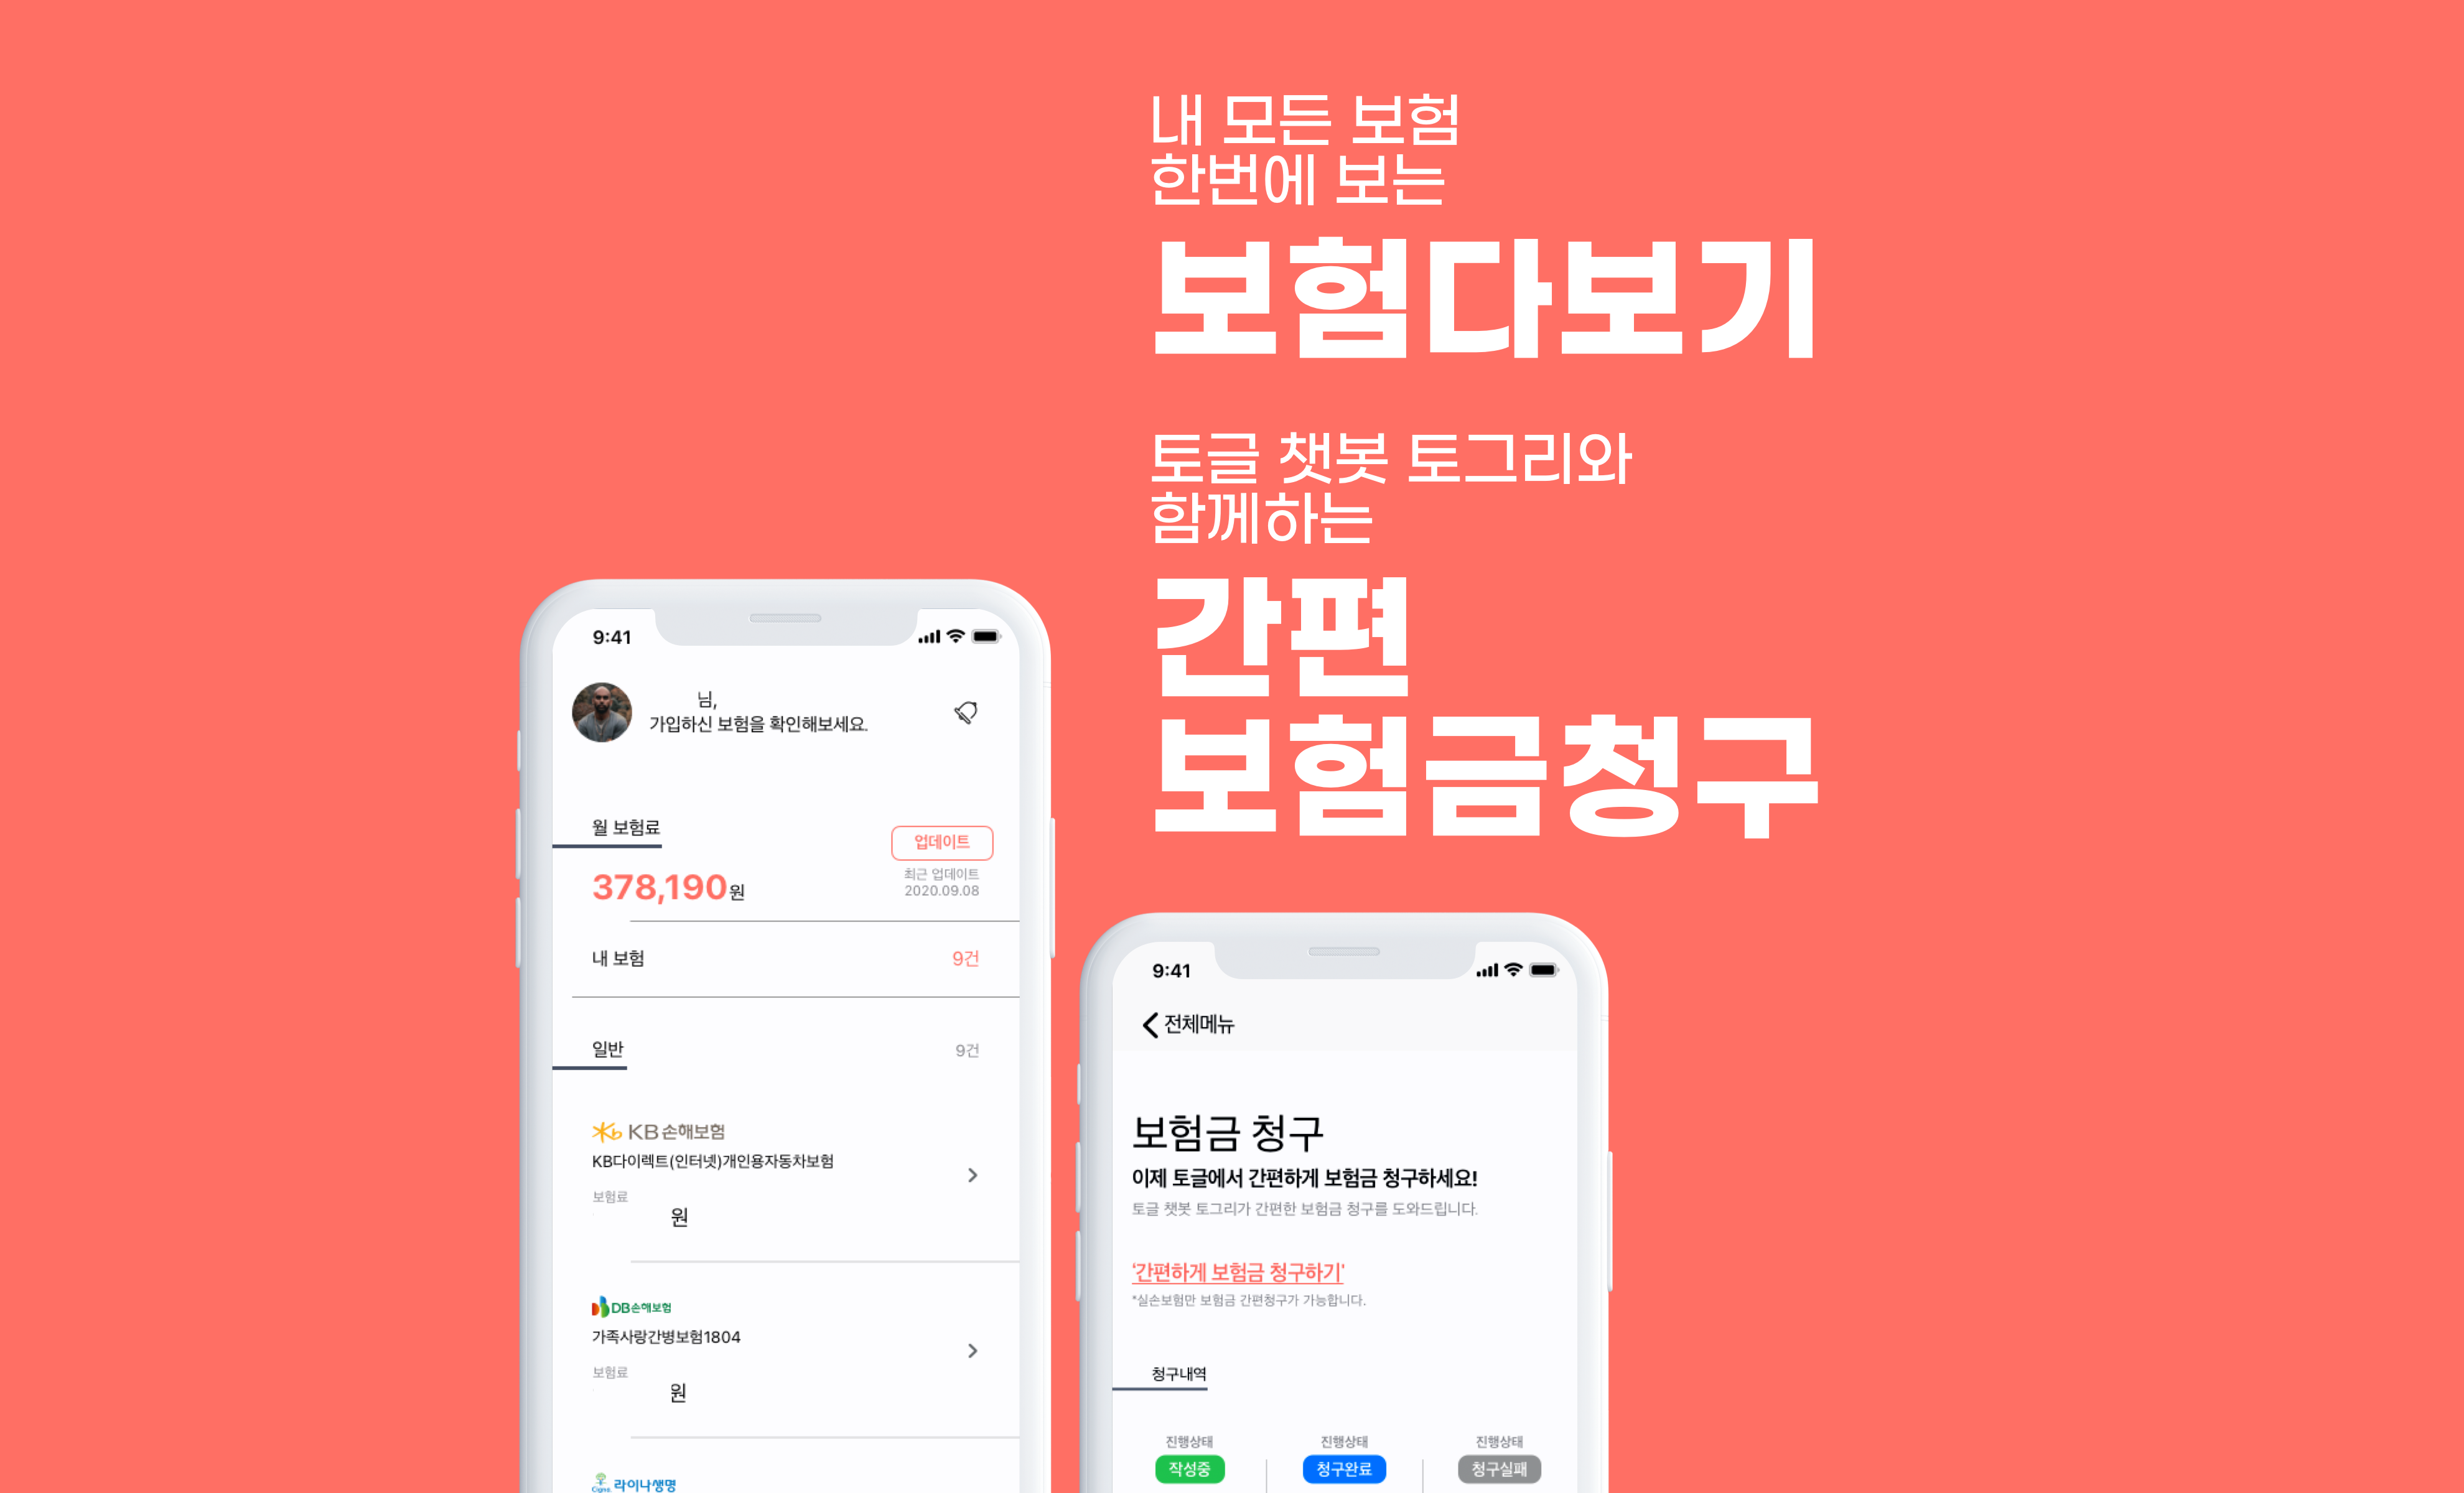 내 모든 보험
한번에 보는
보험다보기
토글 챗봇 토그리와
함께하는
간편
보험금청구
9:41
님,
가입하신 보험을 확인해보세요.
월 보험료
업데이트
378,190원
최근 업데이트
2020.09.08
내 보험
9건
일반
9건
KB손해보험
KB다이렉트(인터넷)개인용자동차보험
보험료
원
DB손해보험
가족사랑간병보험1804
보험료
원
Cigna 라이나생명
9:41
전체메뉴
보험금 청구
이제 토글에서 간편하게 보험금 청구하세요!
토글 챗봇 토그리가 간편한 보험금 청구를 도와드립니다.
'간편하게 보험금 청구하기'
*실손보험만 보험금 간편청구가 가능합니다.
청구내역
진행상태
작성중
진행상태
청구완료
진행상태
청구실패